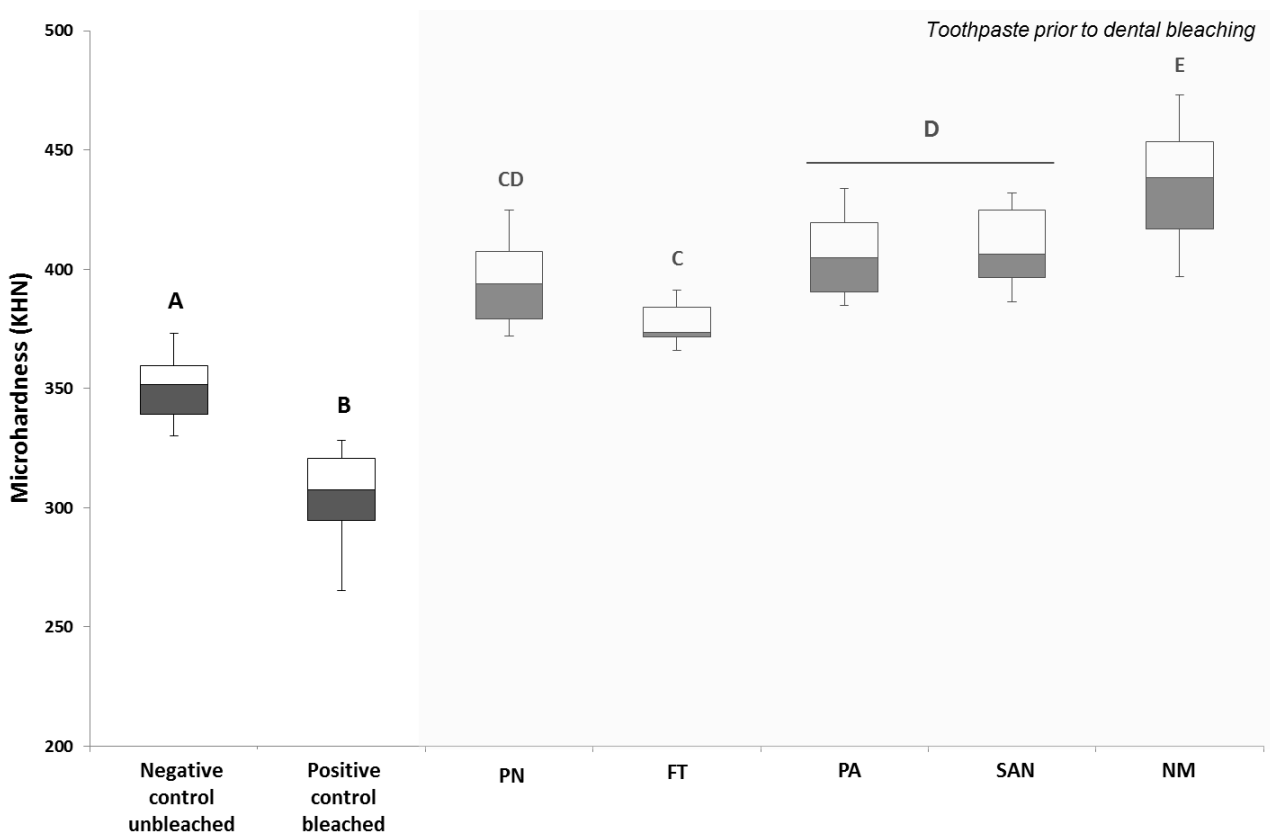 Toothpaste prior to dental bleaching
500
450
400
350
300
250
200
Microhardness (KHN)
A
B
CD
C
D
E
Negative
control
unbleached
Positive
control
bleached
PN
FT
PA
SAN
NM